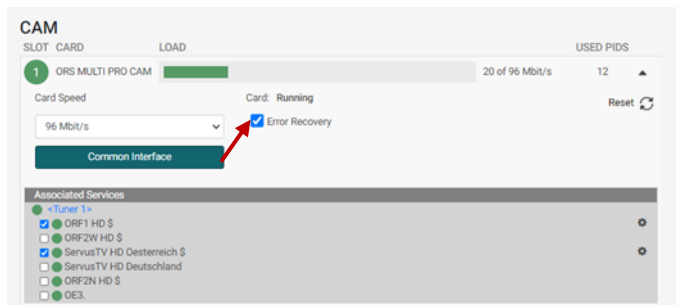 CAM
SLOT CARD LOAD USED PIDS
1 ORS MULTI PRO CAM 20 of 96 Mbit/s 12
Card Speed Card: Running Reset
96 Mbit/s Error Recovery
Common Interface
Associated Services
<Tuner 1>
ORF1 HD $
ORF2W HD $
ServusTV HD Oesterreich $
ServusTV HD Deutschland
ORF2N HD $
OE3.